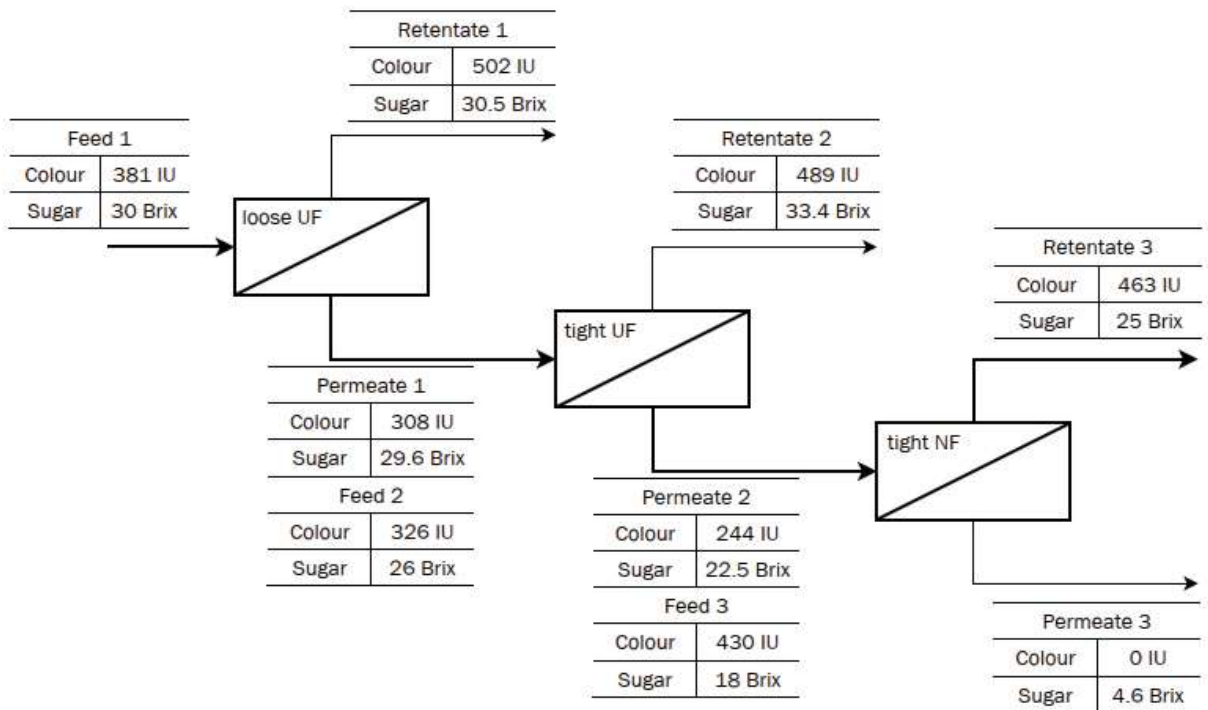 Retentate 1
Colour 502 IU
Sugar 30.5 Brix
Feed 1
Colour 381 IU
Sugar 30 Brix
loose UF
Retentate 2
Colour 489 IU
Sugar 33.4 Brix
Permeate 1
Colour 308 IU
Sugar 29.6 Brix
Feed 2
Colour 326 IU
Sugar 26 Brix
tight UF
Retentate 3
Colour 463 IU
Sugar 25 Brix
Permeate 2
Colour 244 IU
Sugar 22.5 Brix
Feed 3
Colour 430 IU
Sugar 18 Brix
tight NF
Permeate 3
Colour 0 IU
Sugar 4.6 Brix